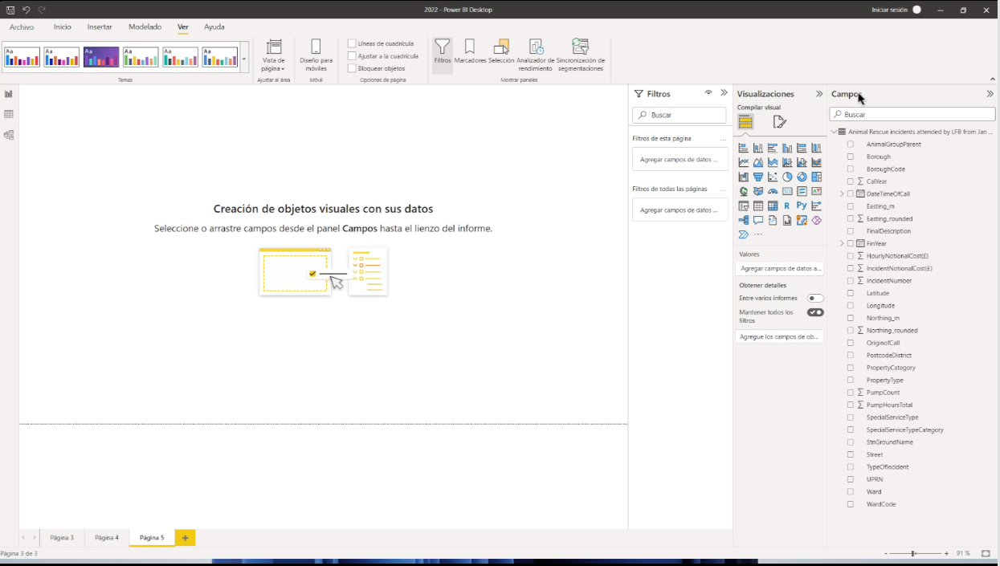 2022 - Power BI Desktop
Iniciar sesión
Archivo
Inicio
Insertar
Modelado
Ver
Ayuda
Aa
Aa
Aa
Aa
Aa
Aa
Temas
Vista de
página
Ajustar al área
Diseño para
móviles
Móvil
Líneas de cuadrícula
Ajustar a la cuadrícula
Bloquear objetos
Opciones de página
Filtros
Marcadores
Selección
Analizador de
rendimiento
Sincronización de
segmentaciones
Mostrar paneles
Creación de objetos visuales con sus datos
Seleccione o arrastre campos desde el panel Campos hasta el lienzo del informe.
Filtros
Buscar
Filtros de esta página
Agregar campos de datos ...
Filtros de todas las páginas
Agregar campos de datos ...
Visualizaciones
Compilar visual
R
Py
Valores
Agregar campos de datos a...
Obtener detalles
Entre varios informes
Mantener todos los
filtros
Agregue los campos de ob...
Campos
Buscar
Animal Rescue incidents attended by LFB from Jan ...
AnimalGroupParent
Borough
BoroughCode
CalYear
DateTimeOfCall
Easting_m
Easting_rounded
FinalDescription
FinYear
HourlyNotionalCost(£)
IncidentNotionalCost(£)
IncidentNumber
Latitude
Longitude
Northing_m
Northing_rounded
OriginofCall
PostcodeDistrict
PropertyCategory
PropertyType
PumpCount
PumpHoursTotal
SpecialServiceType
SpecialServiceTypeCategory
StnGroundName
Street
TypeOfIncident
UPRN
Ward
WardCode
Página 3
Página 4
Página 5
Página 3 de 3
91 %